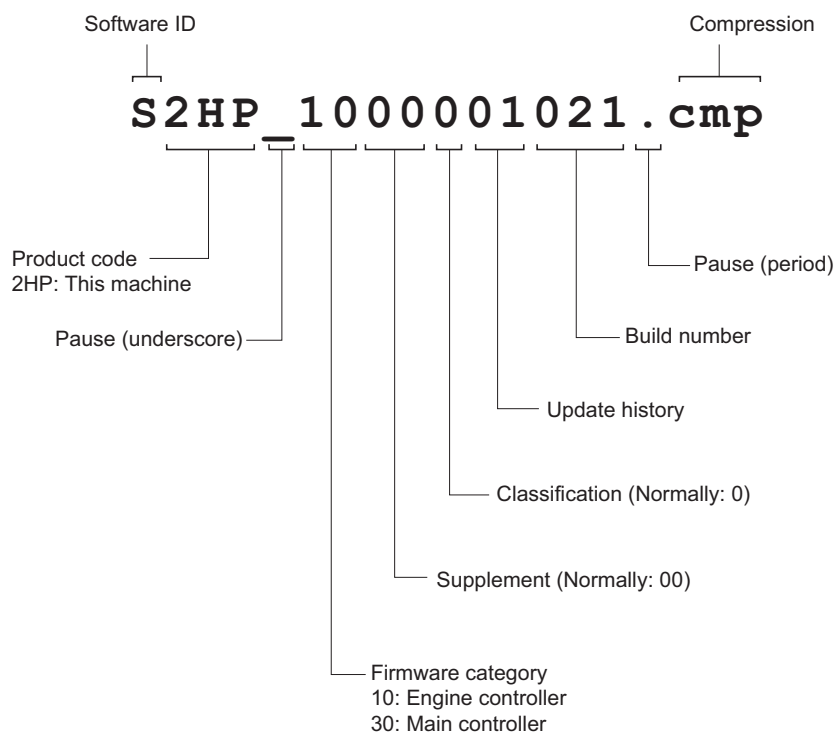 Software ID
Compression
S2HP_1000001021.cmp
Product code
2HP: This machine
Pause (period)
Pause (underscore)
Build number
Update history
Classification (Normally: 0)
Supplement (Normally: 00)
Firmware category
10: Engine controller
30: Main controller